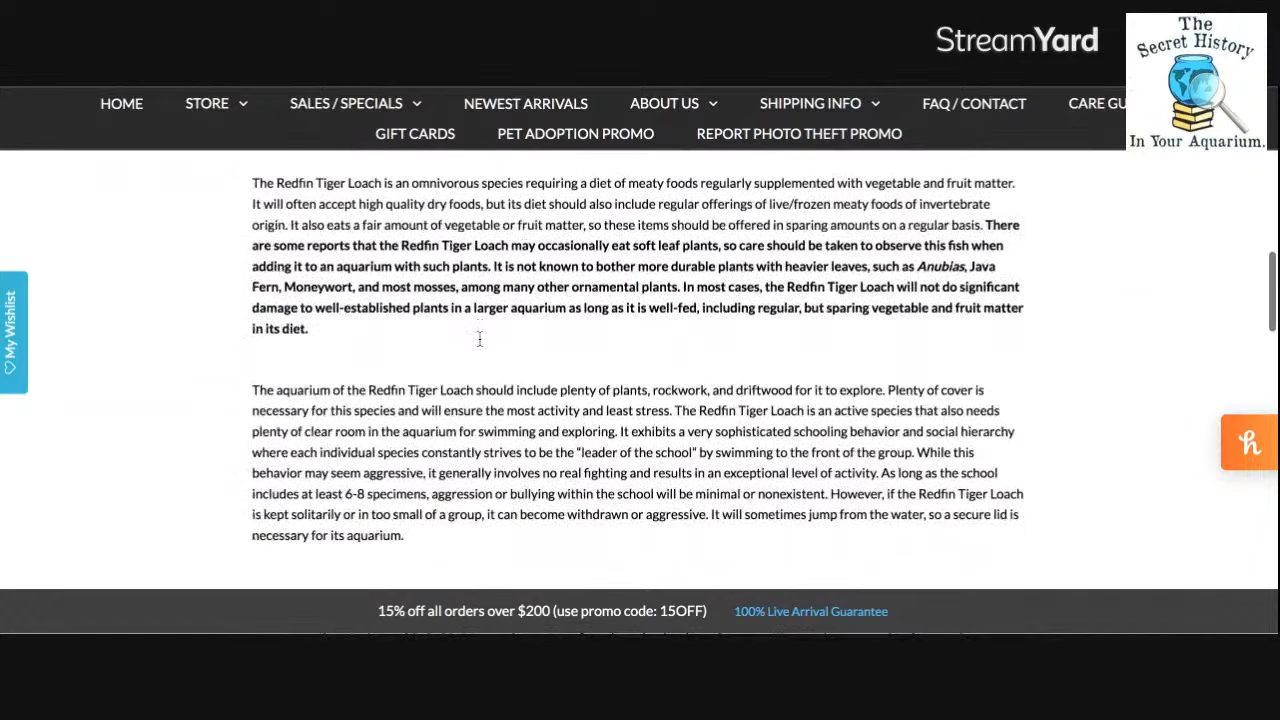 StreamYard
The
Secret History
In Your Aquarium.
HOME STORE SALES / SPECIALS NEWEST ARRIVALS ABOUT US SHIPPING INFO FAQ / CONTACT CARE GU
GIFT CARDS PET ADOPTION PROMO REPORT PHOTO THEFT PROMO
The Redfin Tiger Loach is an omnivorous species requiring a diet of meaty foods regularly supplemented with vegetable and fruit matter.
It will often accept high quality dry foods, but its diet should also include regular offerings of live/frozen meaty foods of invertebrate
origin. It also eats a fair amount of vegetable or fruit matter, so these items should be offered in sparing amounts on a regular basis. There
are some reports that the Redfin Tiger Loach may occasionally eat soft leaf plants, so care should be taken to observe this fish when
adding it to an aquarium with such plants. It is not known to bother more durable plants with heavier leaves, such as Anubias, Java
Fern, Moneywort, and most mosses, among many other ornamental plants. In most cases, the Redfin Tiger Loach will not do significant
damage to well-established plants in a larger aquarium as long as it is well-fed, including regular, but sparing vegetable and fruit matter
in its diet.
My Wishlist
The aquarium of the Redfin Tiger Loach should include plenty of plants, rockwork, and driftwood for it to explore. Plenty of cover is
necessary for this species and will ensure the most activity and least stress. The Redfin Tiger Loach is an active species that also needs
plenty of clear room in the aquarium for swimming and exploring. It exhibits a very sophisticated schooling behavior and social hierarchy
where each individual species constantly strives to be the "leader of the school" by swimming to the front of the group. While this
behavior may seem aggressive, it generally involves no real fighting and results in an exceptional level of activity. As long as the school
includes at least 6-8 specimens, aggression or bullying within the school will be minimal or nonexistent. However, if the Redfin Tiger Loach
is kept solitarily or in too small of a group, it can become withdrawn or aggressive. It will sometimes jump from the water, so a secure lid is
necessary for its aquarium.
15% off all orders over $200 (use promo code: 15OFF) 100% Live Arrival Guarantee